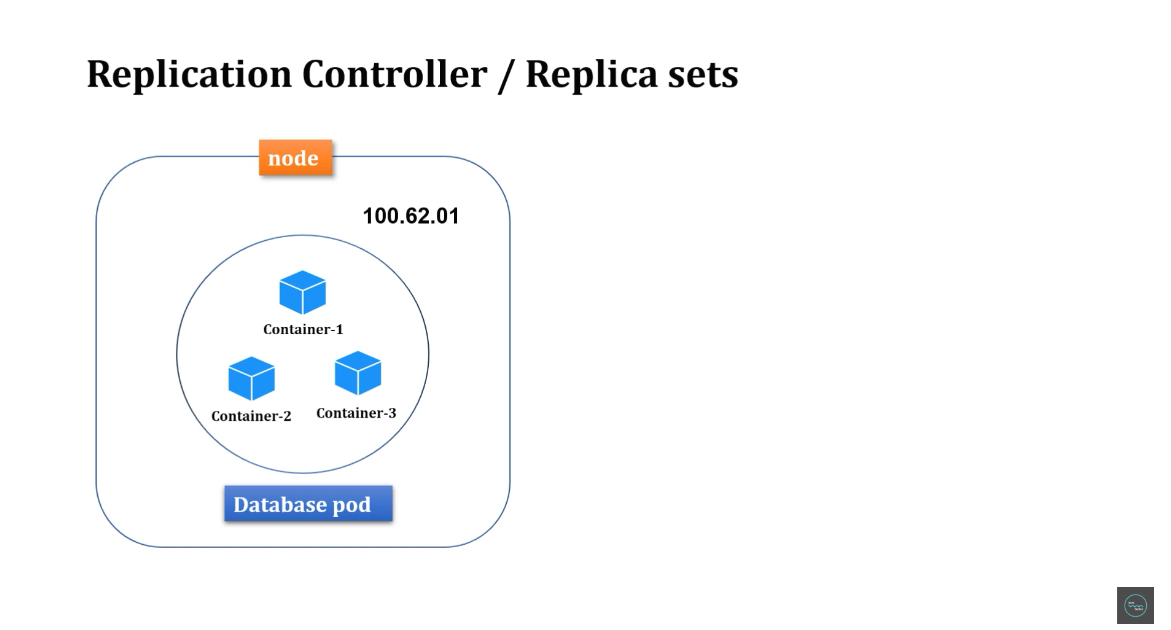 Replication Controller / Replica sets
node
100.62.01
Container-1
Container-2
Container-3
Database pod